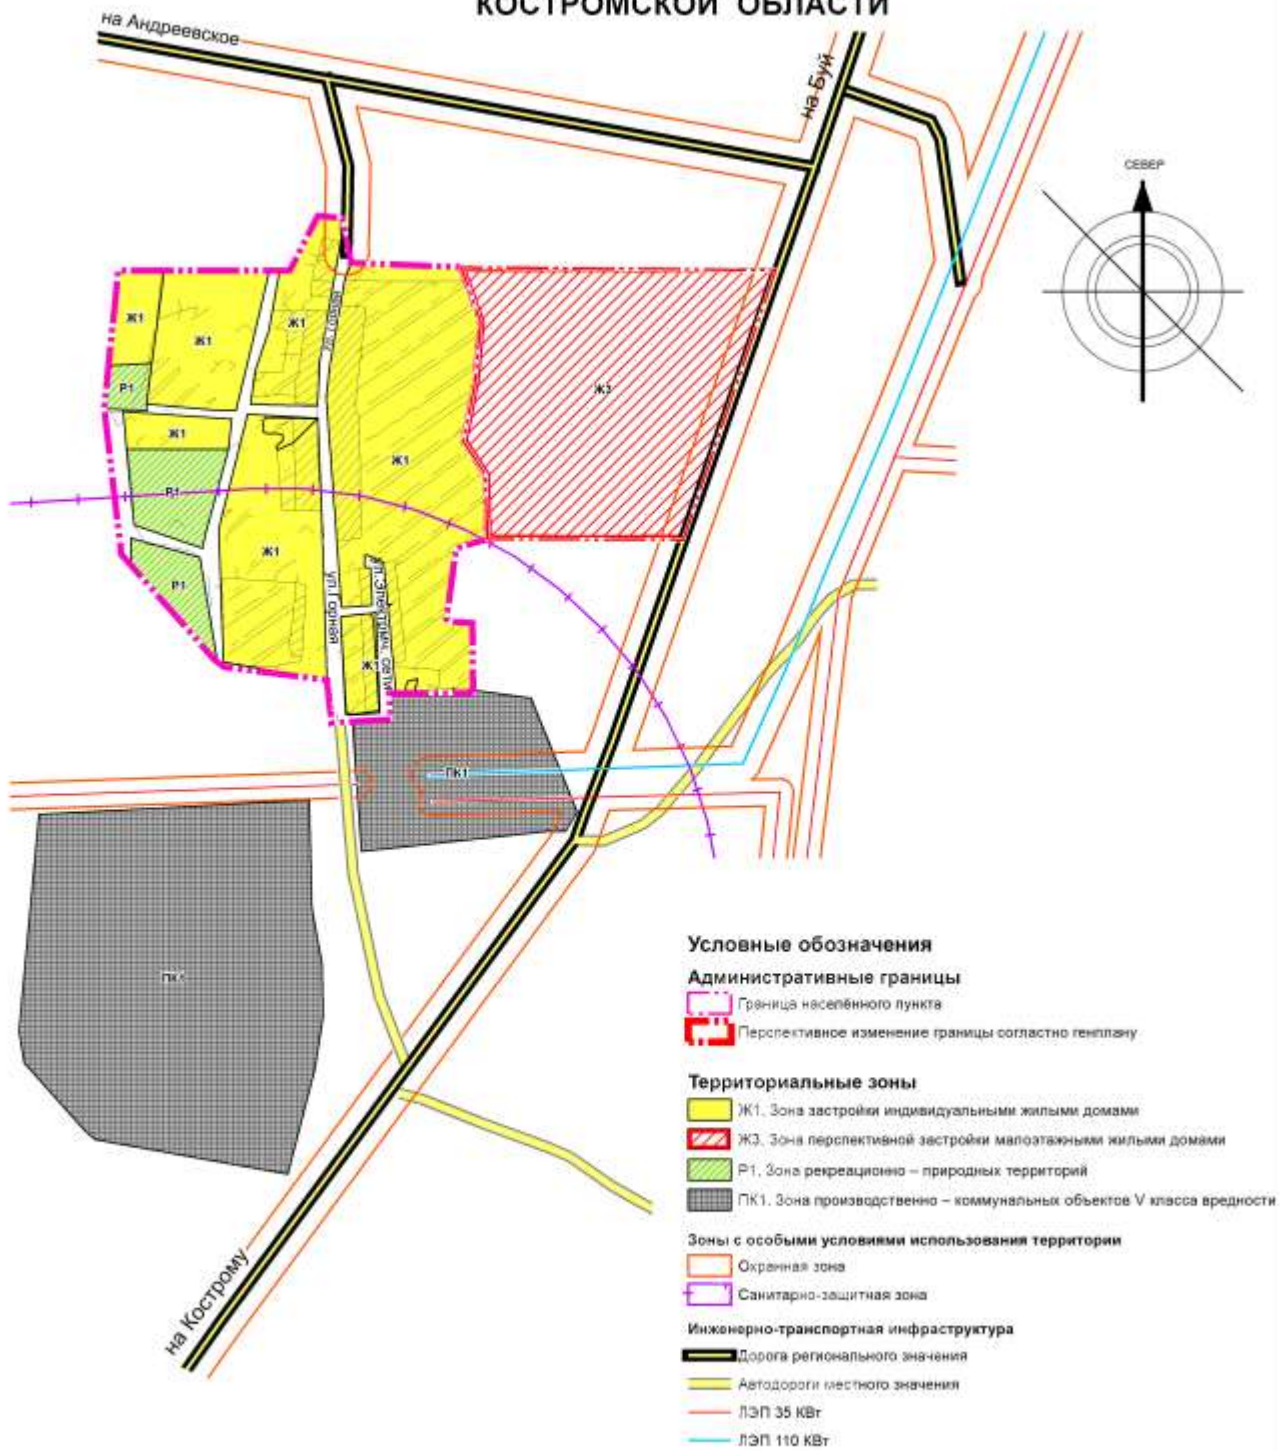 КОСТРОМСКОЙ ОБЛАСТИ
на Андреевское
на Буй
СЕВЕР
Ж1
Ж1
Ж1
Р1
Ж3
Ж1
Ж1
Р1
Ж1
Р1
ул. Горная
ул. Электрич. сети
Ж1
ПК1
ПК1
на Кострому
Условные обозначения
Административные границы
Граница населённого пункта
Перспективное изменение границы согластно генплану
Территориальные зоны
Ж1. Зона застройки индивидуальными жилыми домами
Ж3. Зона перспективной застройки малоэтажными жилыми домами
Р1. Зона рекреационно – природных территорий
ПК1. Зона производственно – коммунальных объектов V класса вредности
Зоны с особыми условиями использования территории
Охранная зона
Санитарно-защитная зона
Инженерно-транспортная инфраструктура
Дорога регионального значения
Автодороги местного значения
ЛЭП 35 КВт
ЛЭП 110 КВт